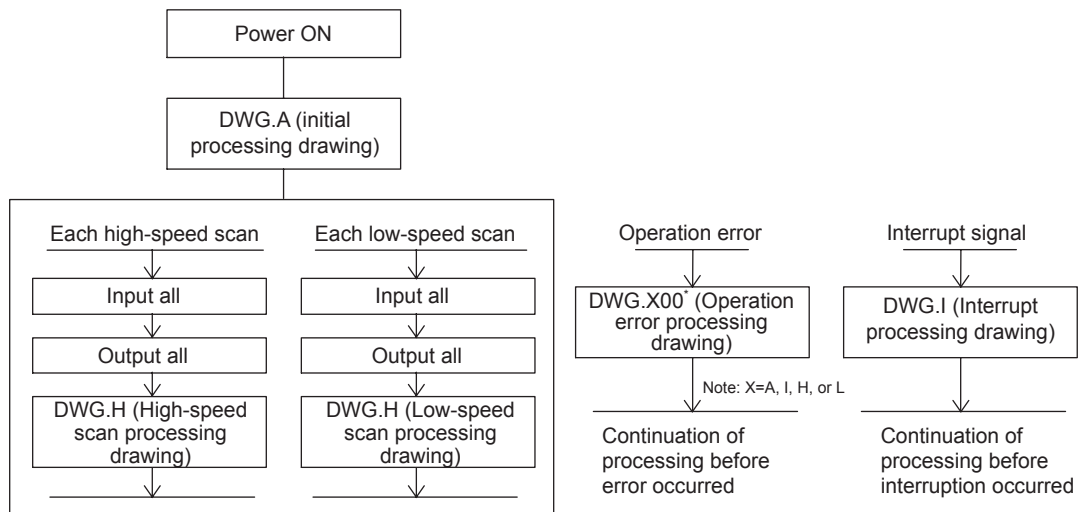 Power ON
DWG.A (initial
processing drawing)
Each high-speed scan
Input all
Output all
DWG.H (High-speed
scan processing
drawing)
Each low-speed scan
Input all
Output all
DWG.H (Low-speed
scan processing
drawing)
Operation error
DWG.X00* (Operation
error processing
drawing)
Note: X=A, I, H, or L
Continuation of
processing before
error occurred
Interrupt signal
DWG.I (Interrupt
processing drawing)
Continuation of
processing before
interruption occurred